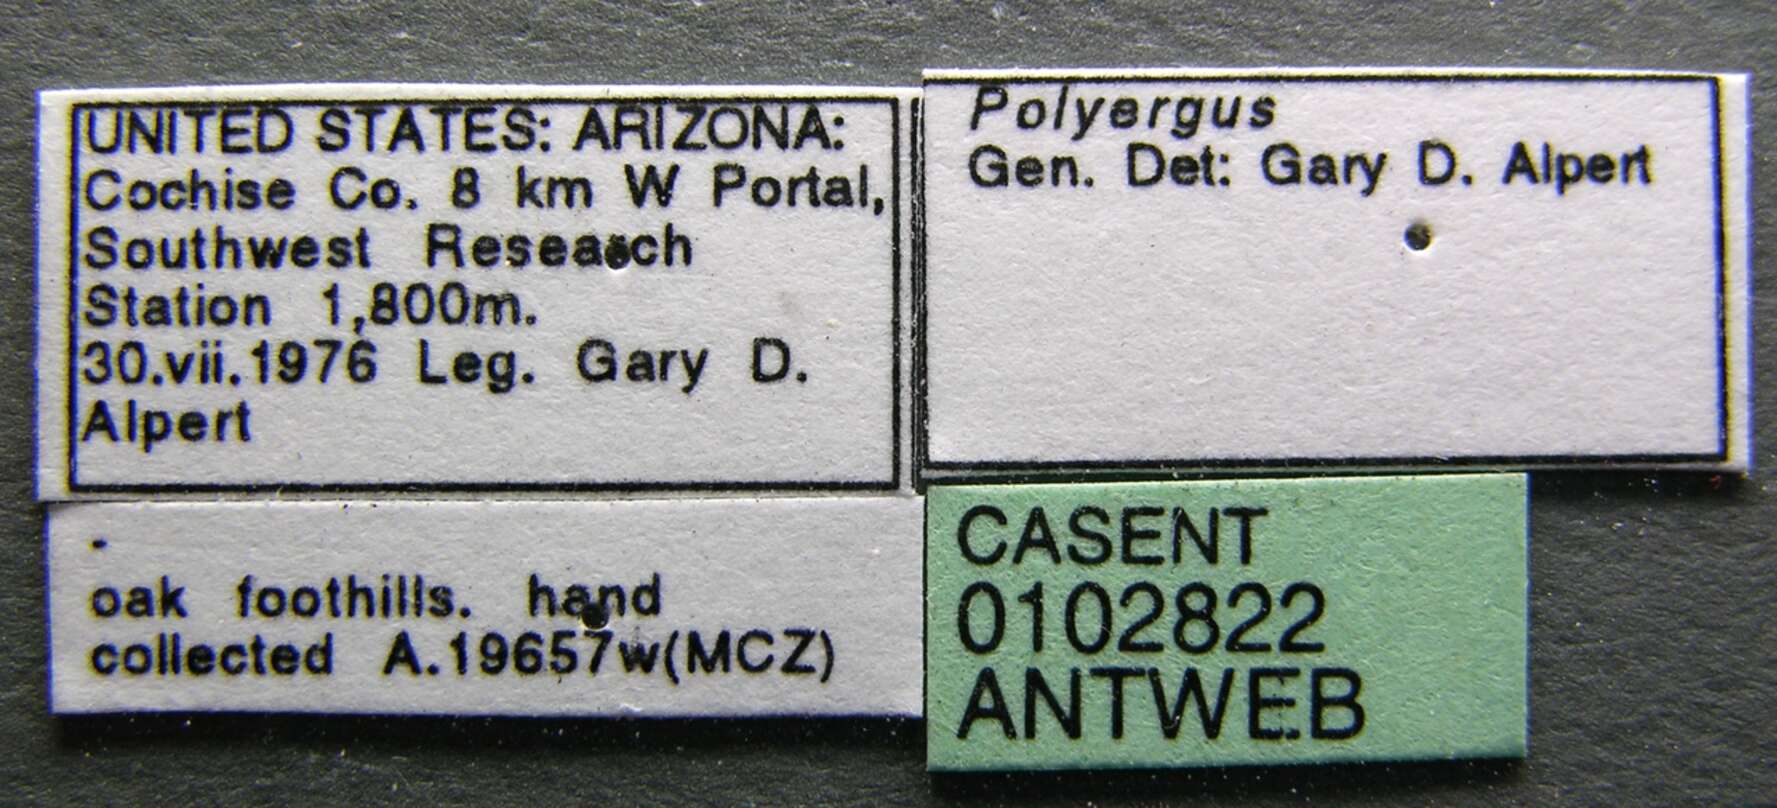 UNITED STATES: ARIZONA:
Cochise Co. 8 km W Portal,
Southwest Research
Station 1,800m.
30.vii.1976 Leg. Gary D.
Alpert
Polyergus
Gen. Det: Gary D. Alpert
.
oak foothills. hand
collected A.19657w(MCZ)
CASENT
0102822
ANTWEB